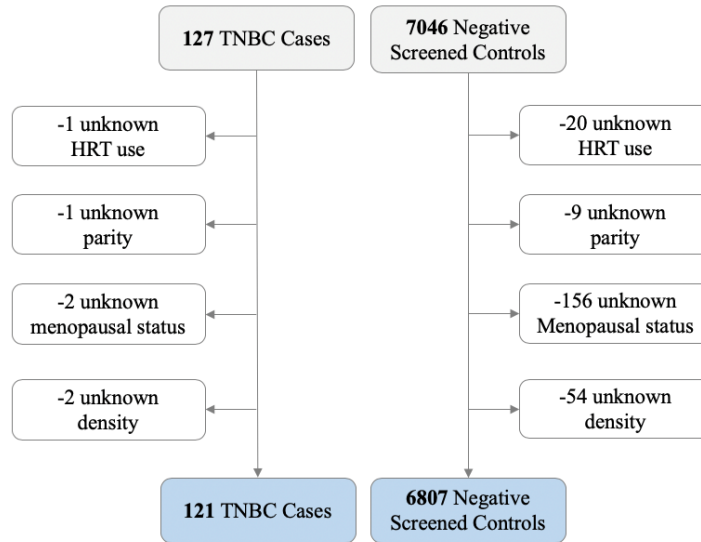 127 TNBC Cases
7046 Negative
Screened Controls
-1 unknown
HRT use
-20 unknown
HRT use
-1 unknown
parity
-9 unknown
parity
-2 unknown
menopausal status
-156 unknown
Menopausal status
-2 unknown
density
-54 unknown
density
121 TNBC Cases
6807 Negative
Screened Controls